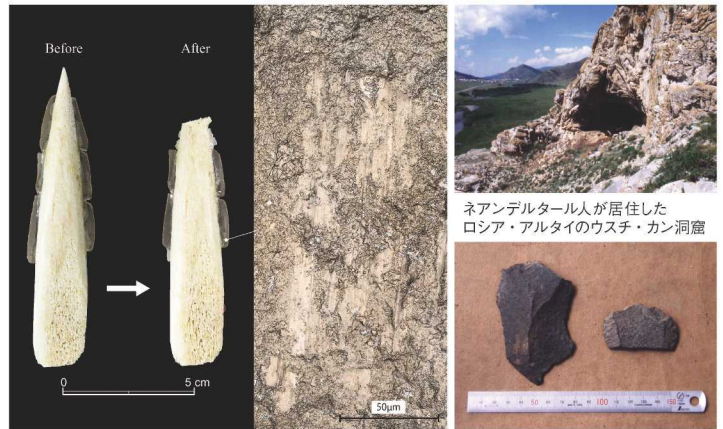 Before
After
0
5 cm
50μm
ネアンデルタール人が居住した
ロシア・アルタイのウスチ・カン洞窟
50
100
150